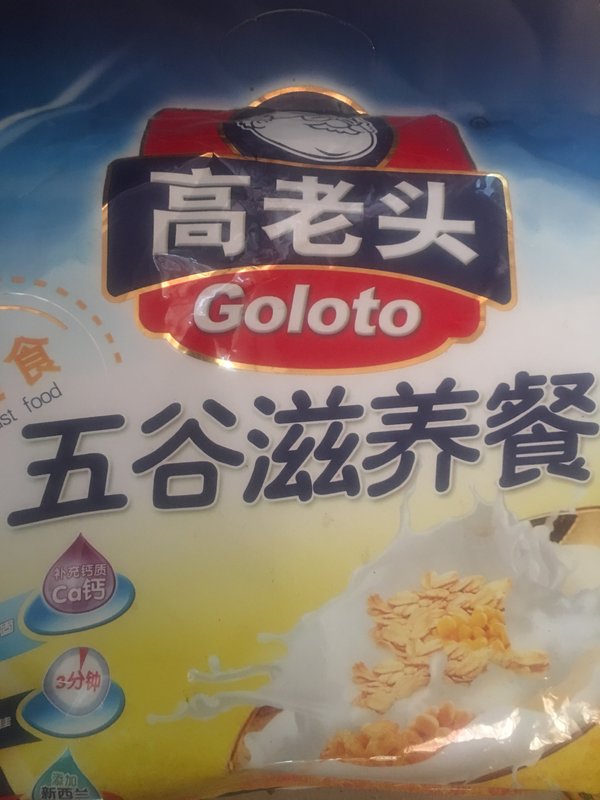 高老头
Goloto
食
ast food
五谷滋养餐
补充钙质
Ca钙
3分钟
添加
新西兰